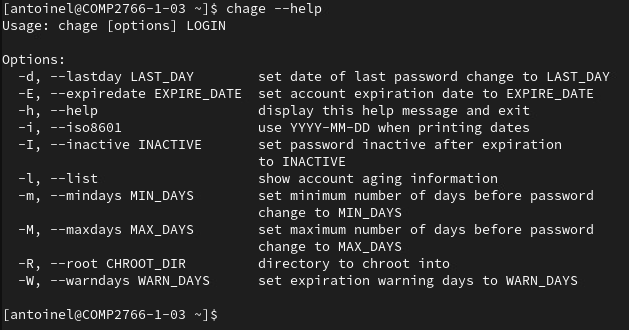 [antoinel@COMP2766-1-03 ~]$ chage --help
Usage: chage [options] LOGIN

Options:
  -d, --lastday LAST_DAY        set date of last password change to LAST_DAY
  -E, --expiredate EXPIRE_DATE  set account expiration date to EXPIRE_DATE
  -h, --help                    display this help message and exit
  -i, --iso8601                 use YYYY-MM-DD when printing dates
  -I, --inactive INACTIVE       set password inactive after expiration
                                to INACTIVE
  -l, --list                    show account aging information
  -m, --mindays MIN_DAYS        set minimum number of days before password
                                change to MIN_DAYS
  -M, --maxdays MAX_DAYS        set maximum number of days before password
                                change to MAX_DAYS
  -R, --root CHROOT_DIR         directory to chroot into
  -W, --warndays WARN_DAYS      set expiration warning days to WARN_DAYS

[antoinel@COMP2766-1-03 ~]$